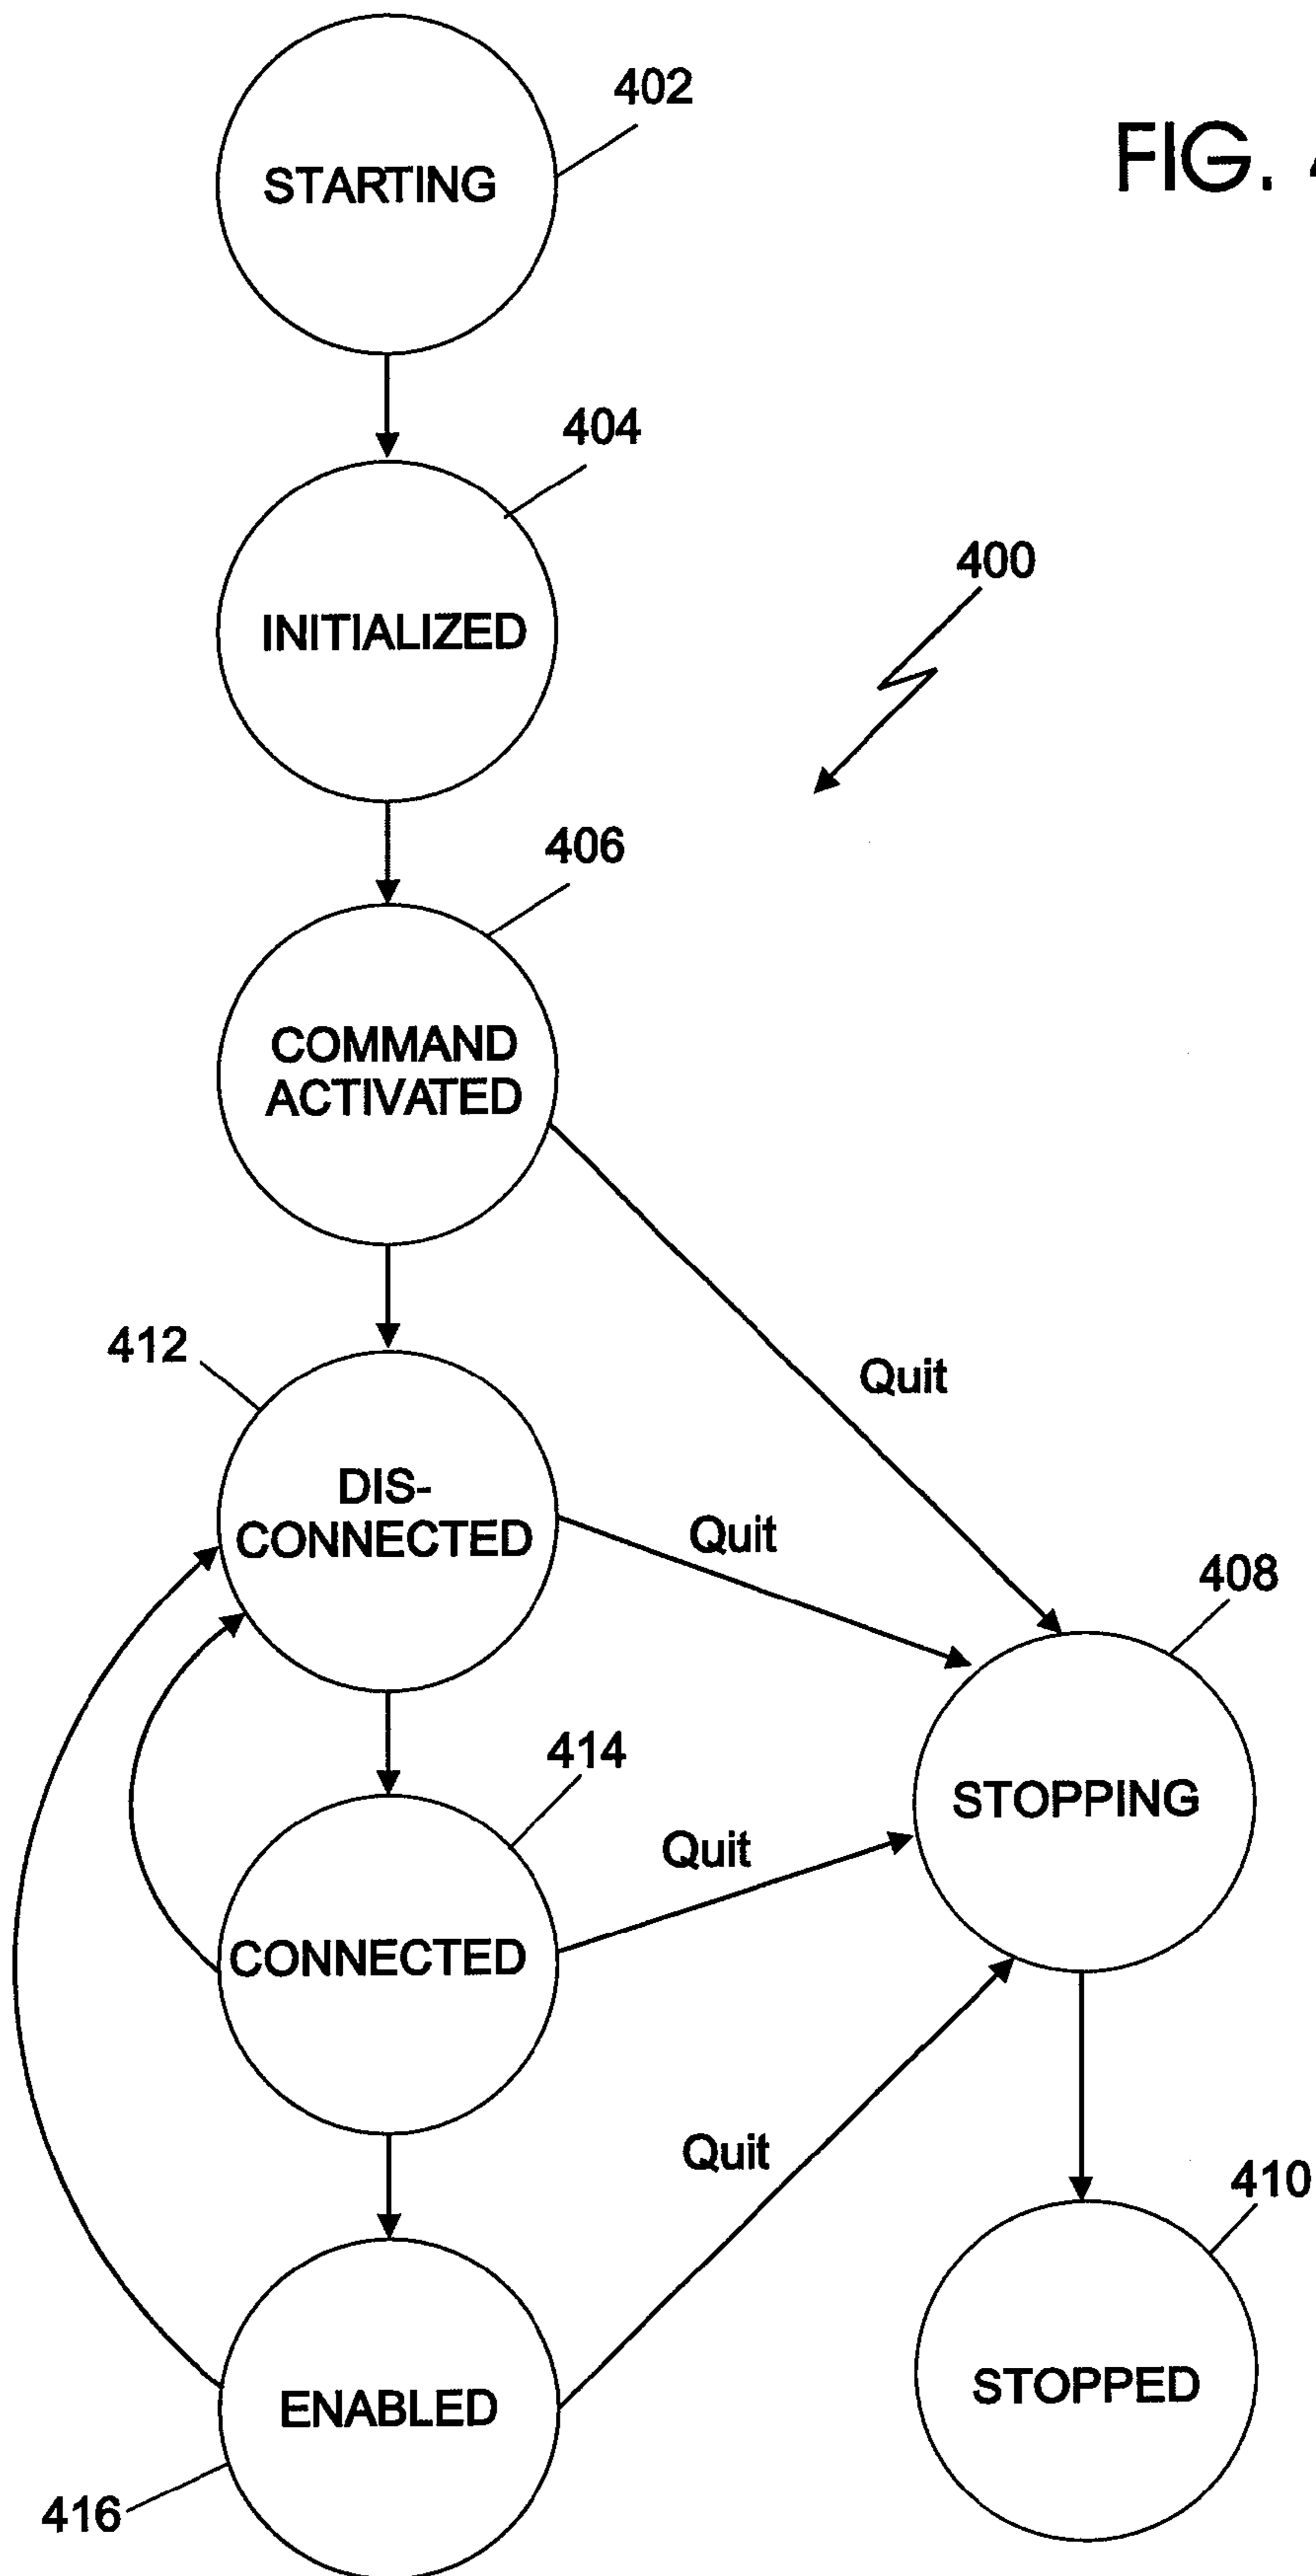 402
FIG. 4
STARTING
404
INITIALIZED
400
406
COMMAND
ACTIVATED
412
Quit
DIS-
CONNECTED
Quit
408
414
STOPPING
Quit
CONNECTED
Quit
410
STOPPED
ENABLED
416